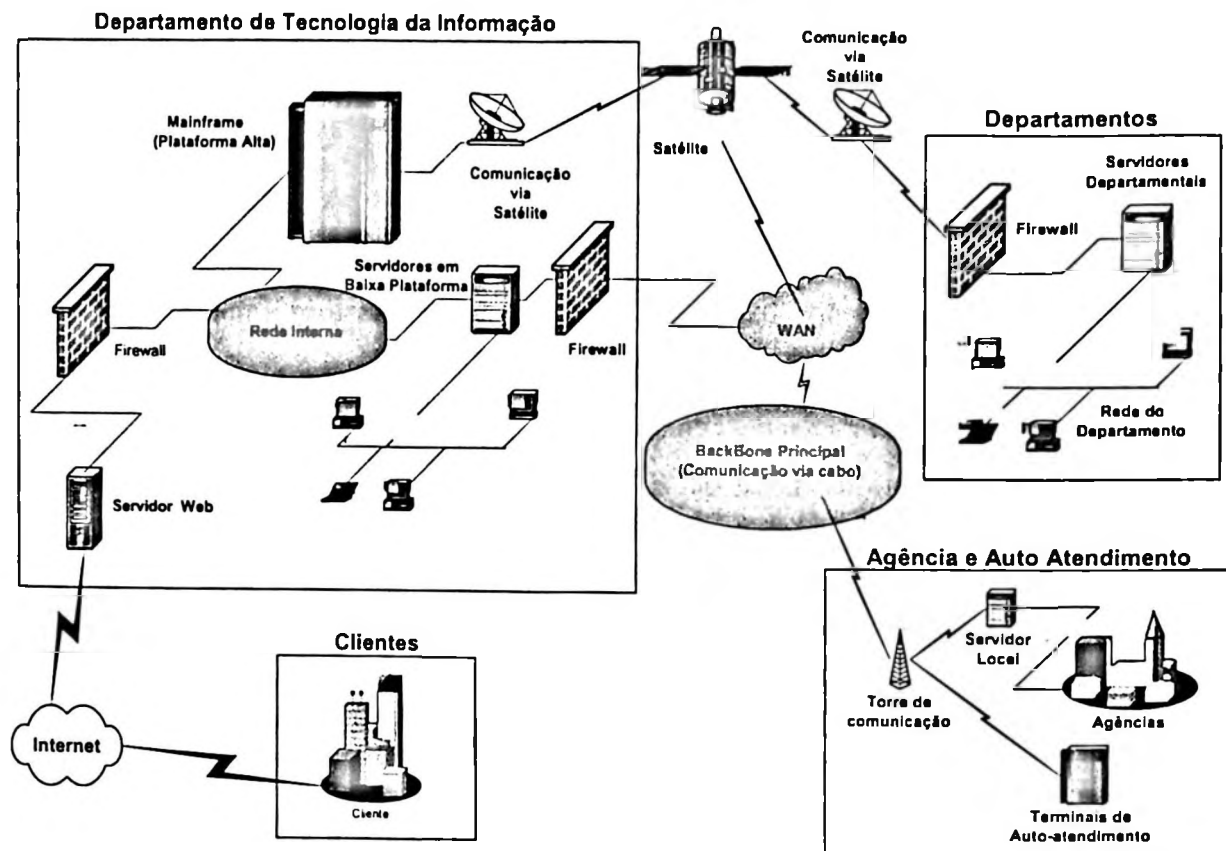 Departamento de Tecnologia da Informação
Mainframe
(Plataforma Alta)
Comunicação
via
Satélite
Servidores em
Baixa Plataforma
Rede Interna
Firewall
Firewall
Servidor Web
Satélite
Comunicação
via
Satélite
WAN
BackBone Principal
(Comunicação via cabo)
Departamentos
Servidores
Departamentais
Firewall
Rede do
Departamento
Agência e Auto Atendimento
Servidor
Local
Torre de
comunicação
Agências
Terminais de
Auto-atendimento
Clientes
Cliente
Internet